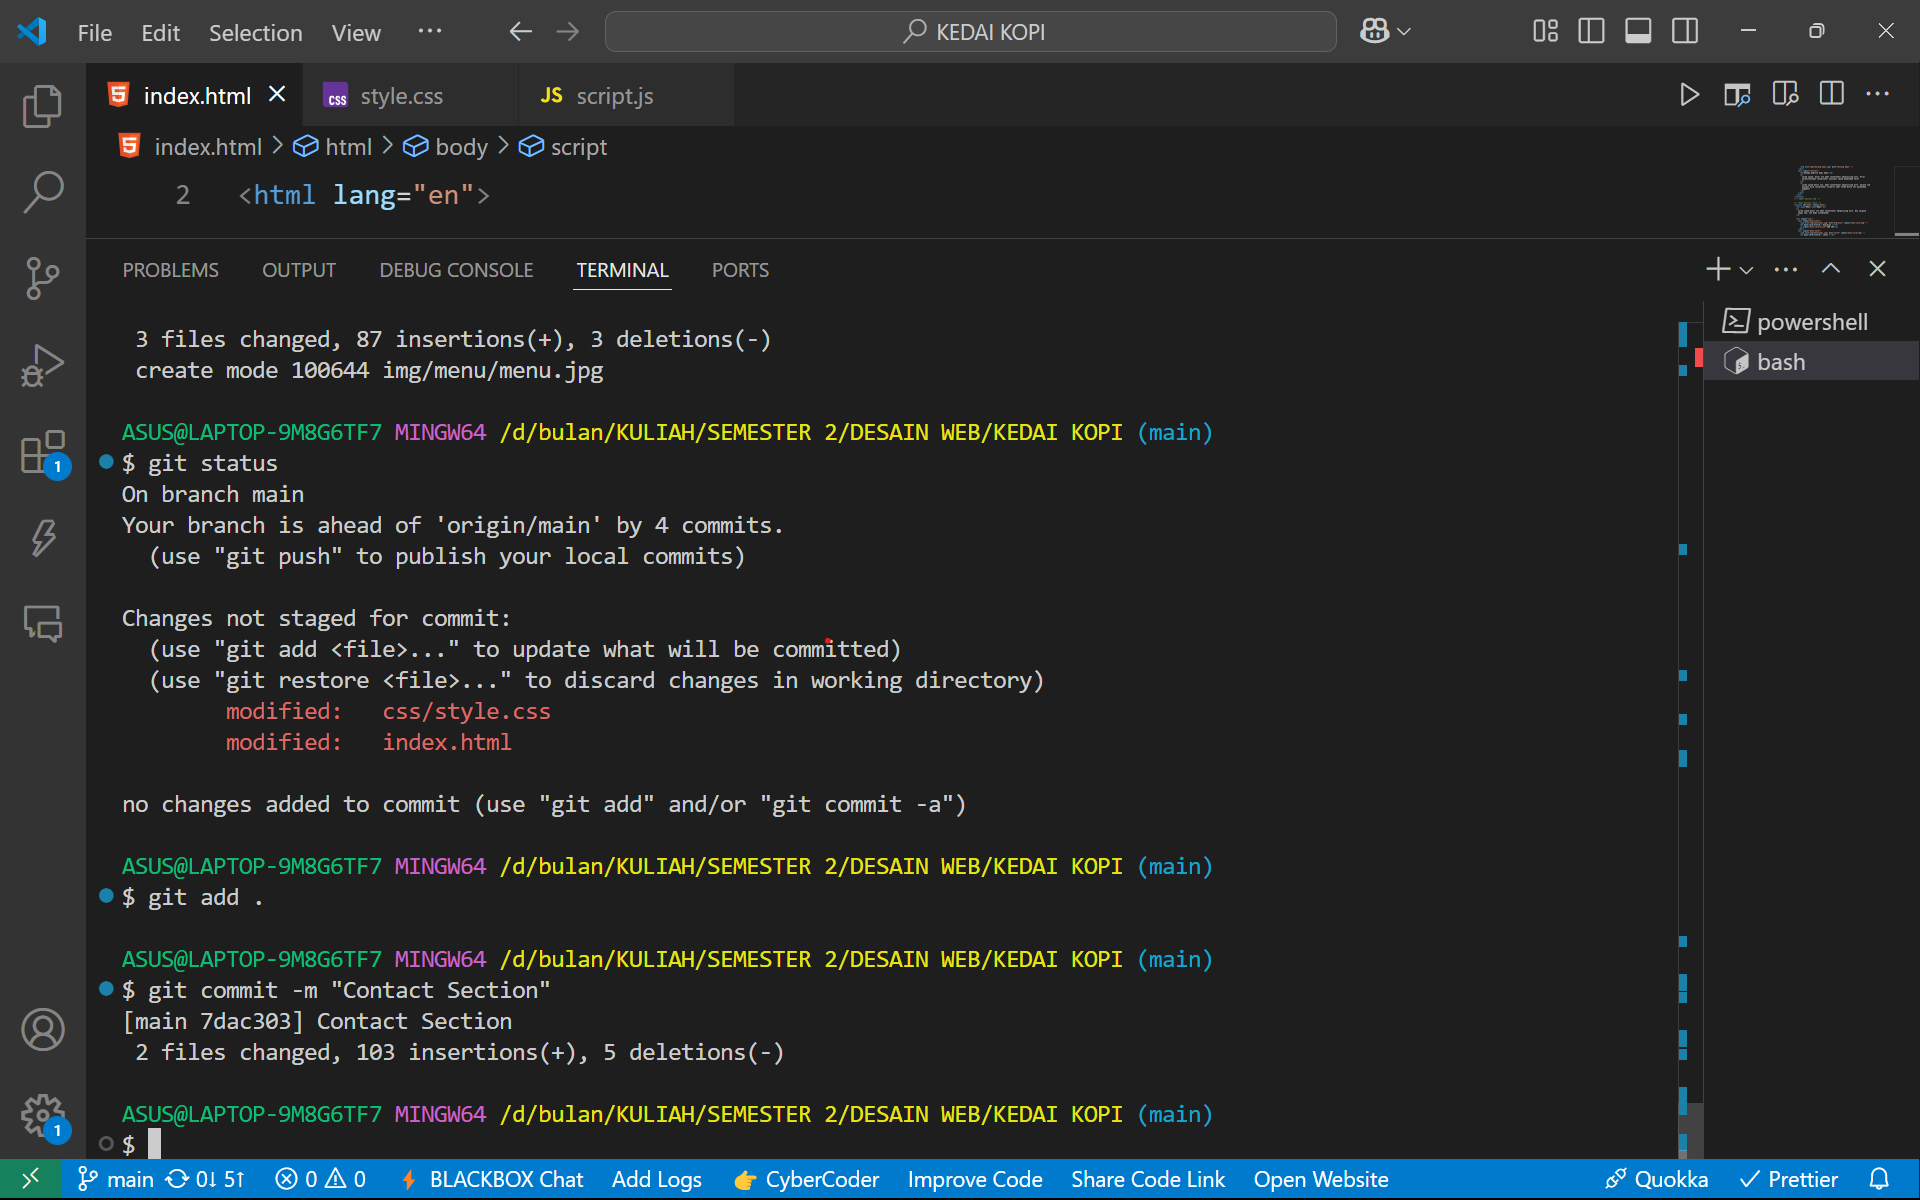 File Edit Selection View ··· KEDAI KOPI
index.html style.css JS script.js
index.html > html > body > script
2 <html lang="en">
PROBLEMS OUTPUT DEBUG CONSOLE TERMINAL PORTS
powershell
bash
3 files changed, 87 insertions(+), 3 deletions(-)
create mode 100644 img/menu/menu.jpg
ASUS@LAPTOP-9M8G6TF7 MINGW64 /d/bulan/KULIAH/SEMESTER 2/DESAIN WEB/KEDAI KOPI (main)
$ git status
On branch main
Your branch is ahead of 'origin/main' by 4 commits.
(use "git push" to publish your local commits)
Changes not staged for commit:
(use "git add <file>..." to update what will be committed)
(use "git restore <file>..." to discard changes in working directory)
modified: css/style.css
modified: index.html
no changes added to commit (use "git add" and/or "git commit -a")
ASUS@LAPTOP-9M8G6TF7 MINGW64 /d/bulan/KULIAH/SEMESTER 2/DESAIN WEB/KEDAI KOPI (main)
$ git add .
ASUS@LAPTOP-9M8G6TF7 MINGW64 /d/bulan/KULIAH/SEMESTER 2/DESAIN WEB/KEDAI KOPI (main)
$ git commit -m "Contact Section"
[main 7dac303] Contact Section
2 files changed, 103 insertions(+), 5 deletions(-)
ASUS@LAPTOP-9M8G6TF7 MINGW64 /d/bulan/KULIAH/SEMESTER 2/DESAIN WEB/KEDAI KOPI (main)
$
1
1
main 0↓ 5↑ 0 0 BLACKBOX Chat Add Logs CyberCoder Improve Code Share Code Link Open Website Quokka Prettier